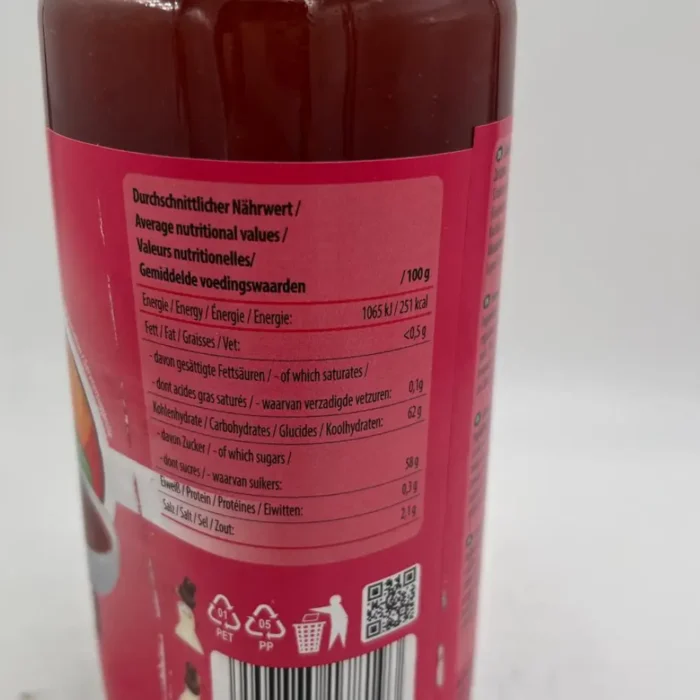 Durchschnittlicher Nährwert /
Average nutritional values /
Valeurs nutritionelles/
Gemiddelde voedingswaarden / 100 g
Energie / Energy / Énergie / Energie: 1065 kJ / 251 kcal
Fett / Fat / Graisses / Vet: <0,5 g
- davon gesättigte Fettsäuren / - of which saturates /
- dont acides gras saturés / - waarvan verzadigde vetzuren: 0,1g
Kohlenhydrate / Carbohydrates / Glucides / Koolhydraten: 62 g
- davon Zucker / - of which sugars /
- dont sucres / - waarvan suikers: 58 g
Eiweiß / Protein / Protéines / Eiwitten: 0,3 g
Salz / Salt / Sel / Zout: 2,1 g
01 05
PET PP